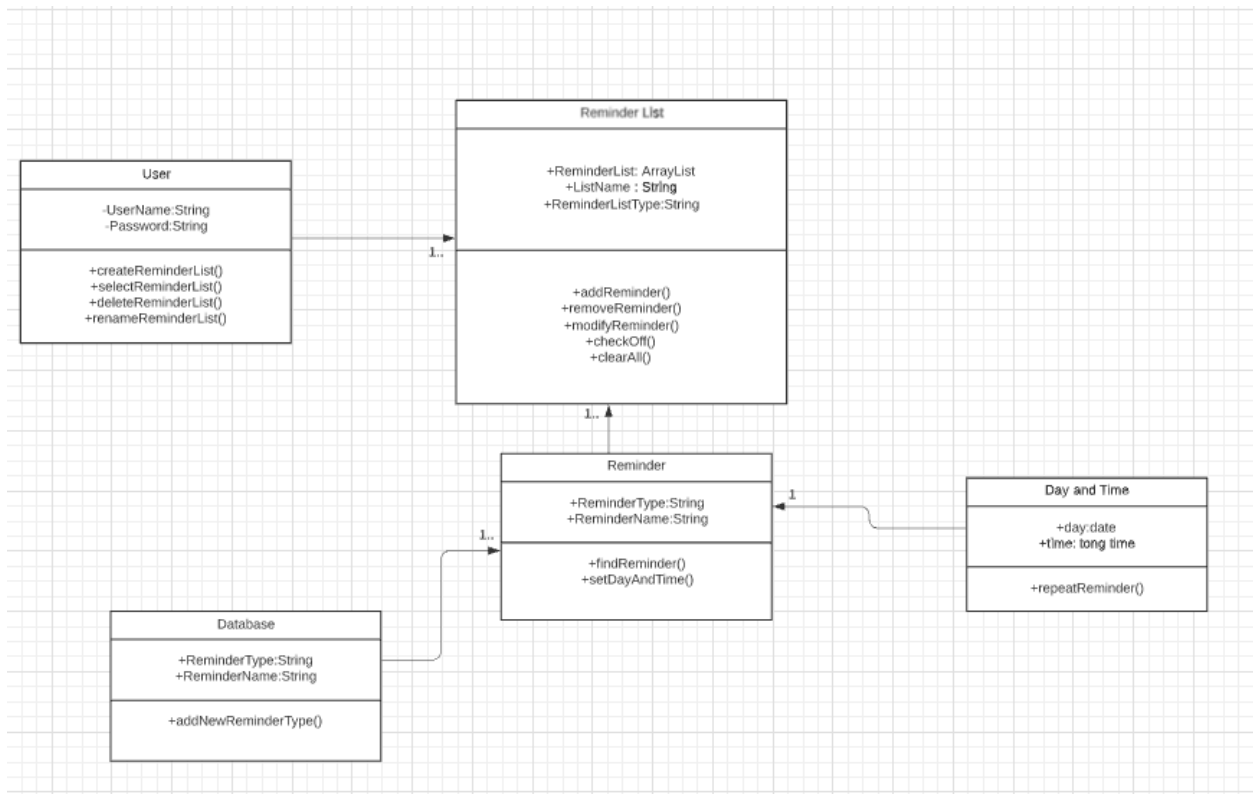 Reminder List
+ReminderList: ArrayList
+ListName : String
+ReminderListType:String
+addReminder()
+removeReminder()
+modifyReminder()
+checkOff()
+clearAll()
User
-UserName:String
-Password:String
+createReminderList()
+selectReminderList()
+deleteReminderList()
+renameReminderList()
1..
1..
Reminder
+ReminderType:String
+ReminderName:String
+findReminder()
+setDayAndTime()
1
Day and Time
+day:date
+time: tong time
+repeatReminder()
1..
Database
+ReminderType:String
+ReminderName:String
+addNewReminderType()